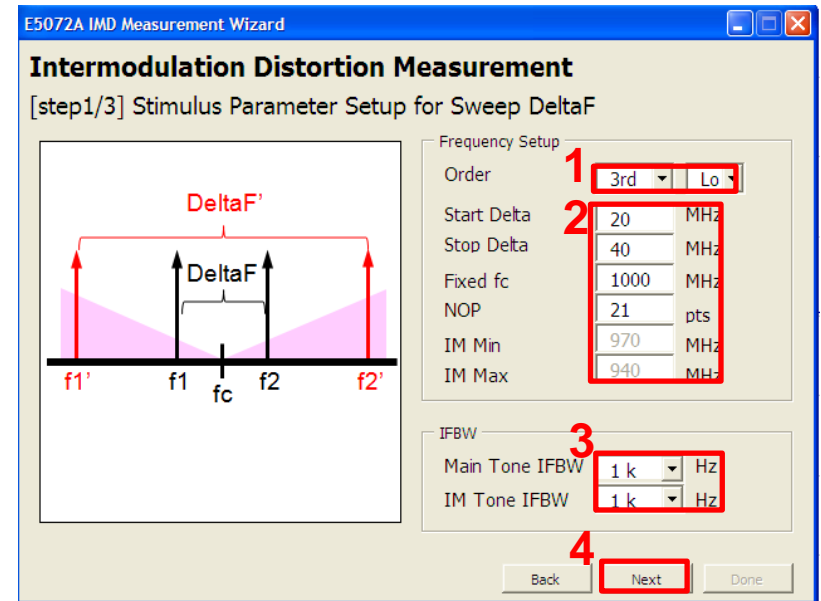 E5072A IMD Measurement Wizard
Intermodulation Distortion Measurement
[step1/3] Stimulus Parameter Setup for Sweep DeltaF
DeltaF'
DeltaF
f1' f1 fc f2 f2'
Frequency Setup
Order 1 3rd Lo
Start Delta 2 20 MHz
Stop Delta 40 MHz
Fixed fc 1000 MHz
NOP 21 pts
IM Min 970 MHz
IM Max 940 MHz
IFBW
3
Main Tone IFBW 1 k Hz
IM Tone IFBW 1 k Hz
4
Back Next Done